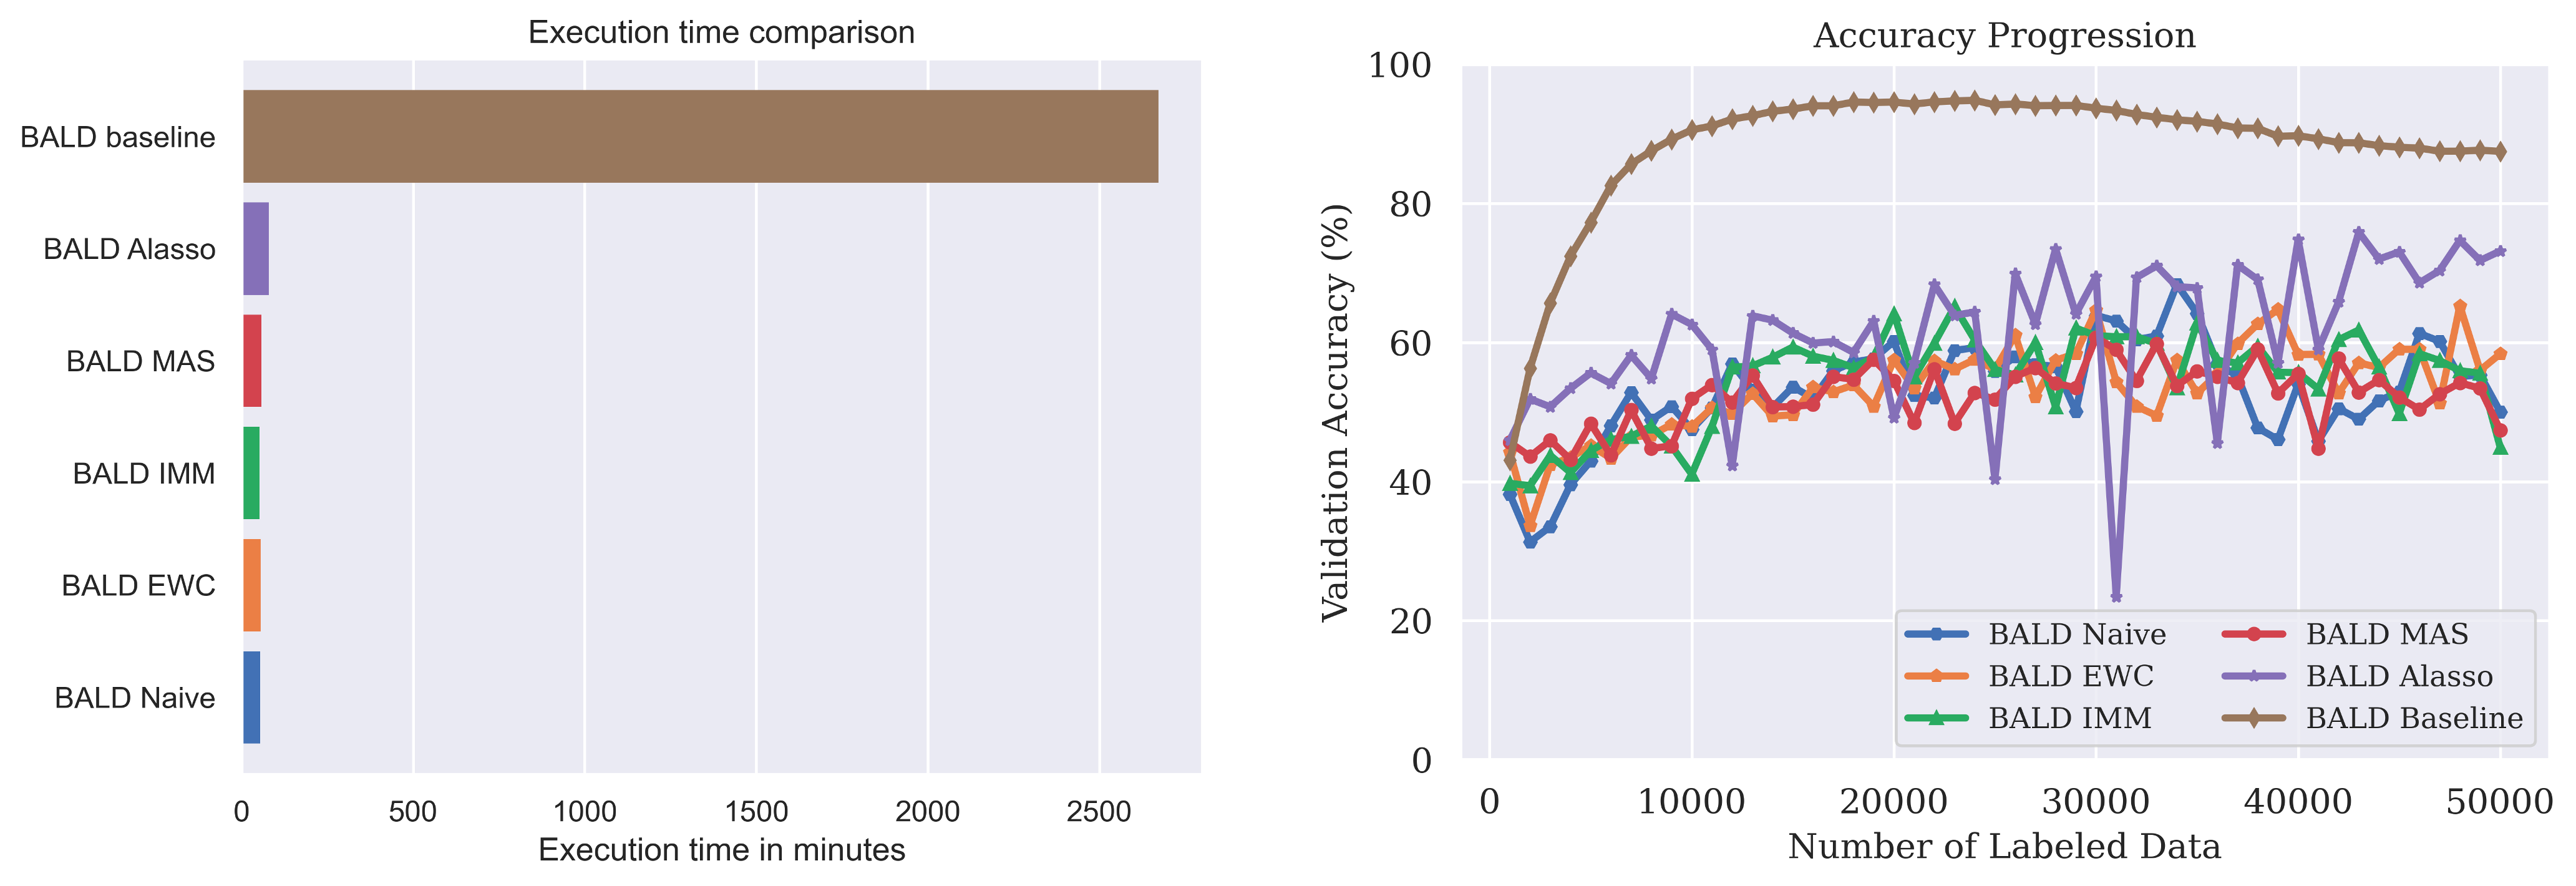 Execution time comparison
BALD baseline
BALD Alasso
BALD MAS
BALD IMM
BALD EWC
BALD Naive
0 500 1000 1500 2000 2500
Execution time in minutes
Accuracy Progression
100
80
60
40
20
0
Validation Accuracy (%)
BALD Naive
BALD EWC
BALD IMM
BALD MAS
BALD Alasso
BALD Baseline
0 10000 20000 30000 40000 50000
Number of Labeled Data